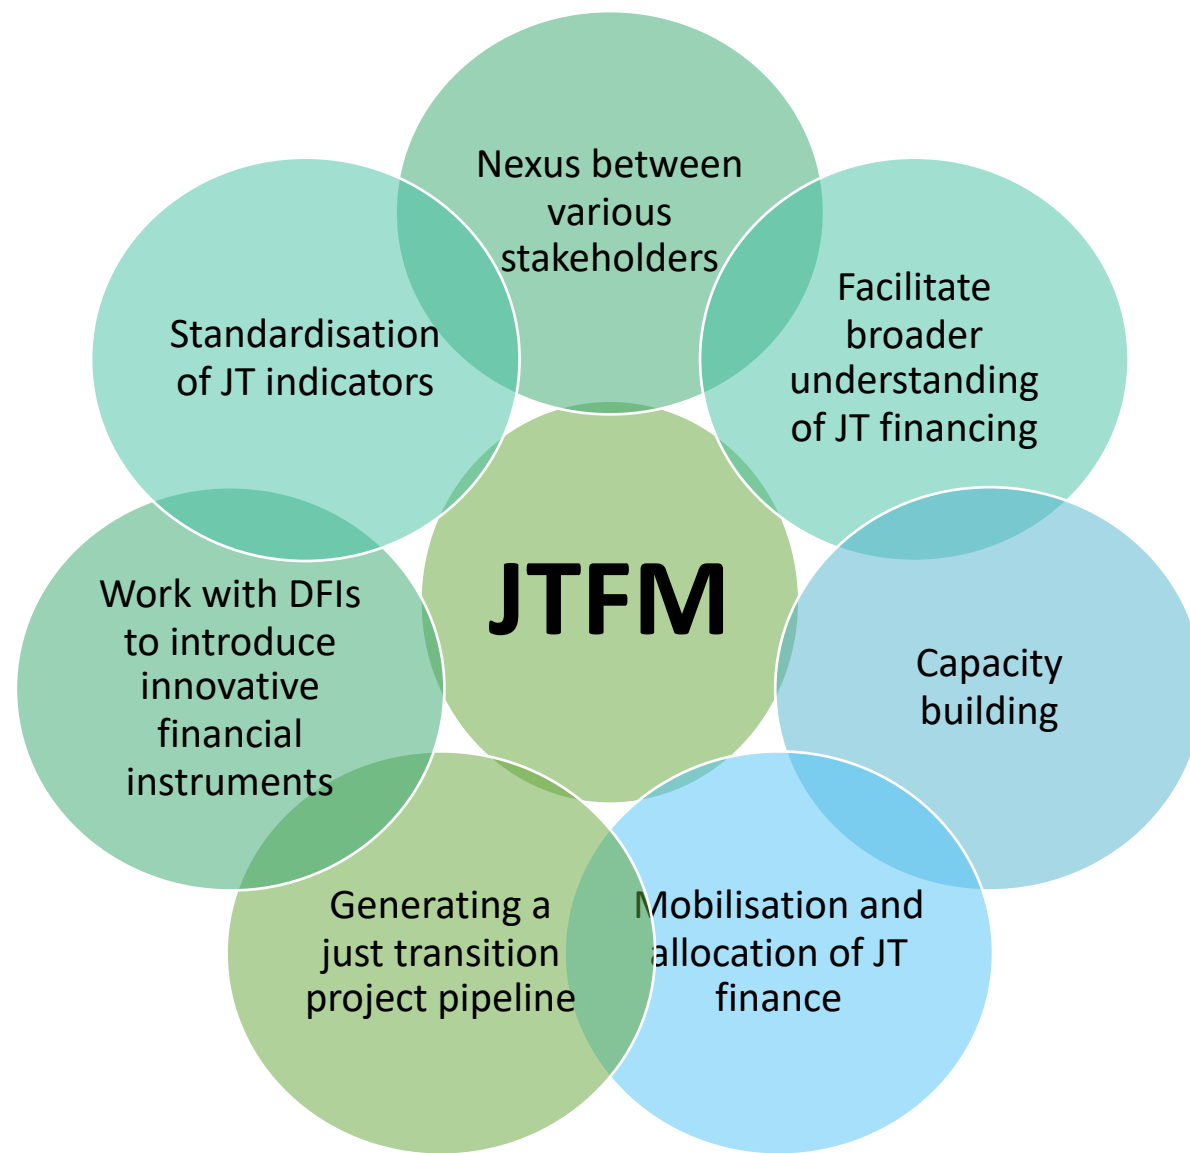 Nexus between
various
stakeholders
Facilitate
broader
understanding
of JT financing
Capacity
building
Mobilisation and
allocation of JT
finance
Generating a
just transition
project pipeline
Work with DFIs
to introduce
innovative
financial
instruments
Standardisation
of JT indicators
JTFM